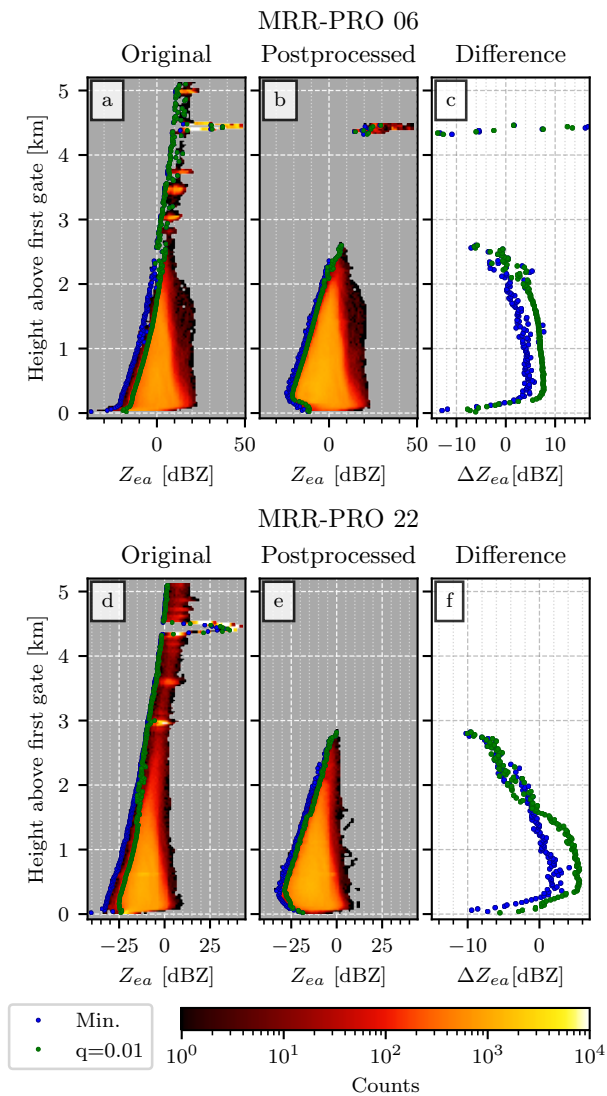 MRR-PRO 06
Original Postprocessed Difference
a b c
5
4
3
2
1
0
Height above first gate [km]
0 50 0 50 −10 0 10
Z_ea [dBZ] Z_ea [dBZ] ΔZ_ea[dBZ]
MRR-PRO 22
Original Postprocessed Difference
d e f
5
4
3
2
1
0
Height above first gate [km]
−25 0 25 −25 0 25 −10 0
Z_ea [dBZ] Z_ea [dBZ] ΔZ_ea[dBZ]
Min.
q=0.01
10^0 10^1 10^2 10^3 10^4
Counts